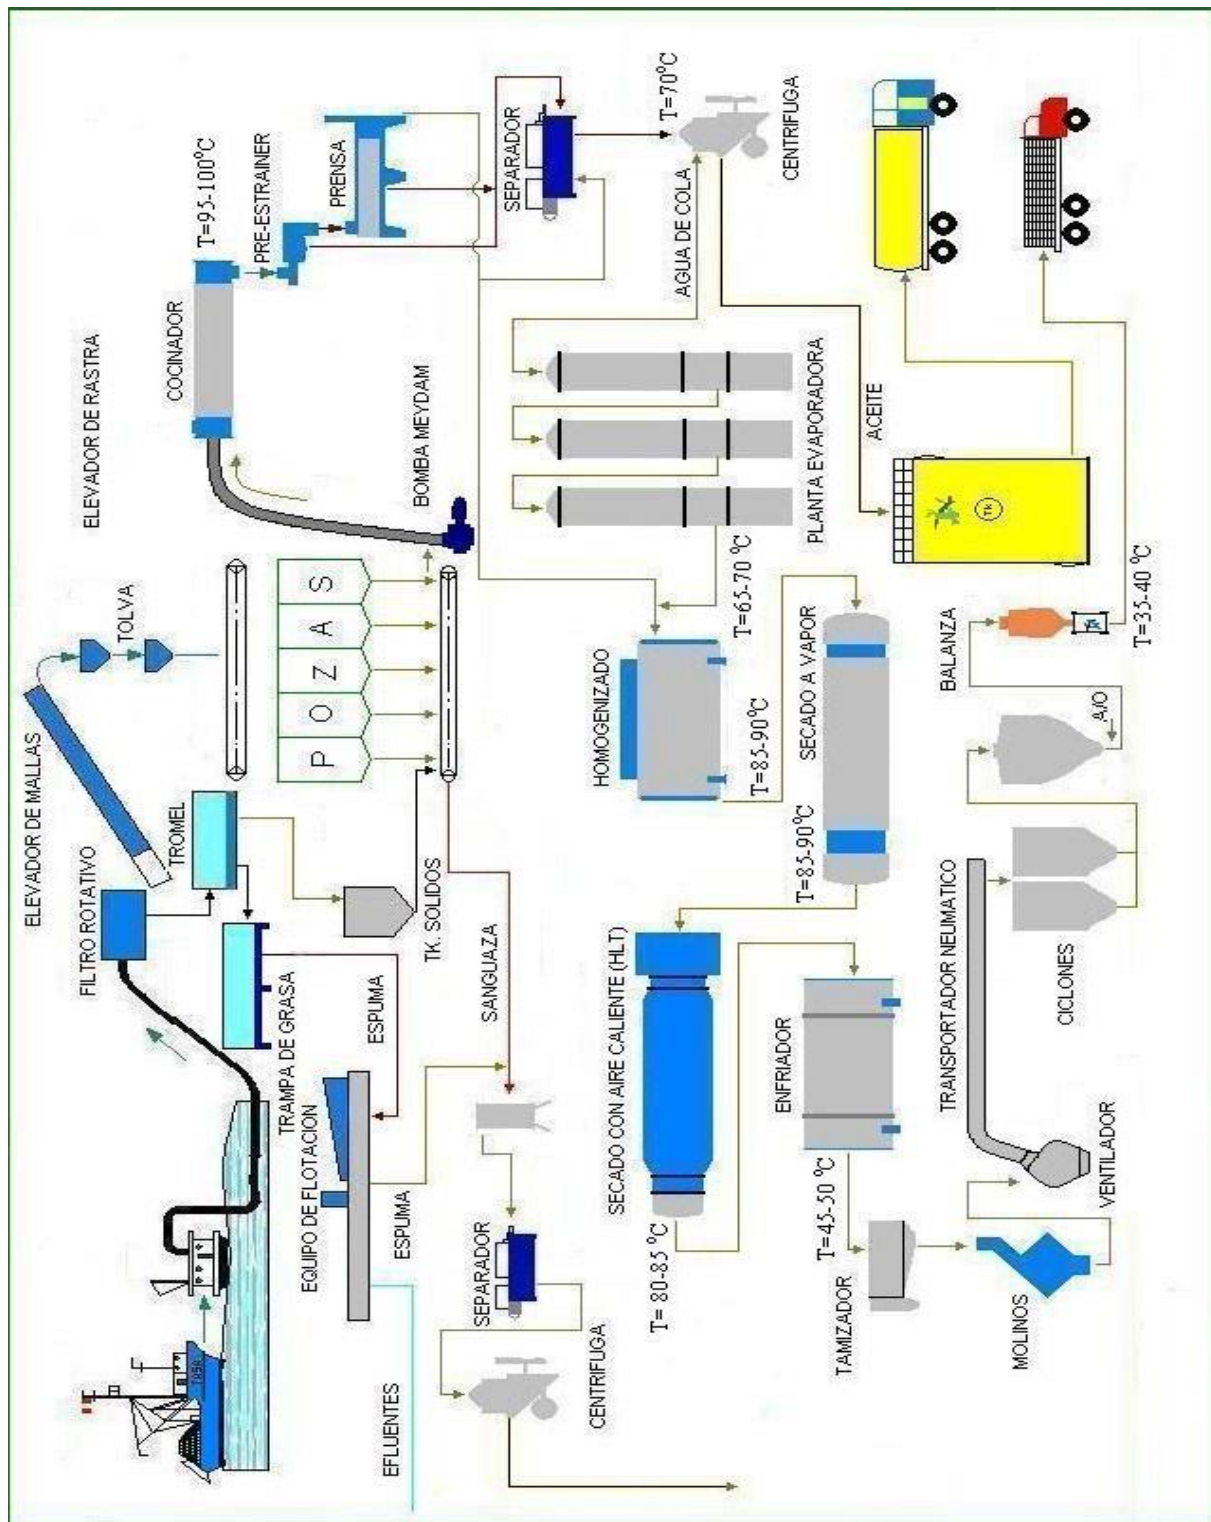 ELEVADOR DE MALLAS
TOLVA
ELEVADOR DE RASTRA
FILTRO ROTATIVO
TROMEL
P O Z A S
COCINADOR
T=95-100°C
PRE-ESTRAINER
PRENSA
TASA
TRAMPA DE GRASA
EQUIPO DE FLOTACION
ESPUMA
TK. SOLIDOS
BOMBA MEYDAM
ESPUMA
EFLUENTES
SANGUAZA
SEPARADOR
SEPARADOR
CENTRIFUGA
T=70°C
CENTRIFUGA
AGUA DE COLA
PLANTA EVAPORADORA
T=65-70 °C
HOMOGENIZADO
T=85-90°C
SECADO A VAPOR
T=85-90°C
SECADO CON AIRE CALIENTE (HLT)
T= 80-85 °C
ENFRIADOR
T=45-50 °C
TAMIZADOR
MOLINOS
VENTILADOR
TRANSPORTADOR NEUMATICO
CICLONES
A/O
BALANZA
T=35-40 °C
ACEITE
TK